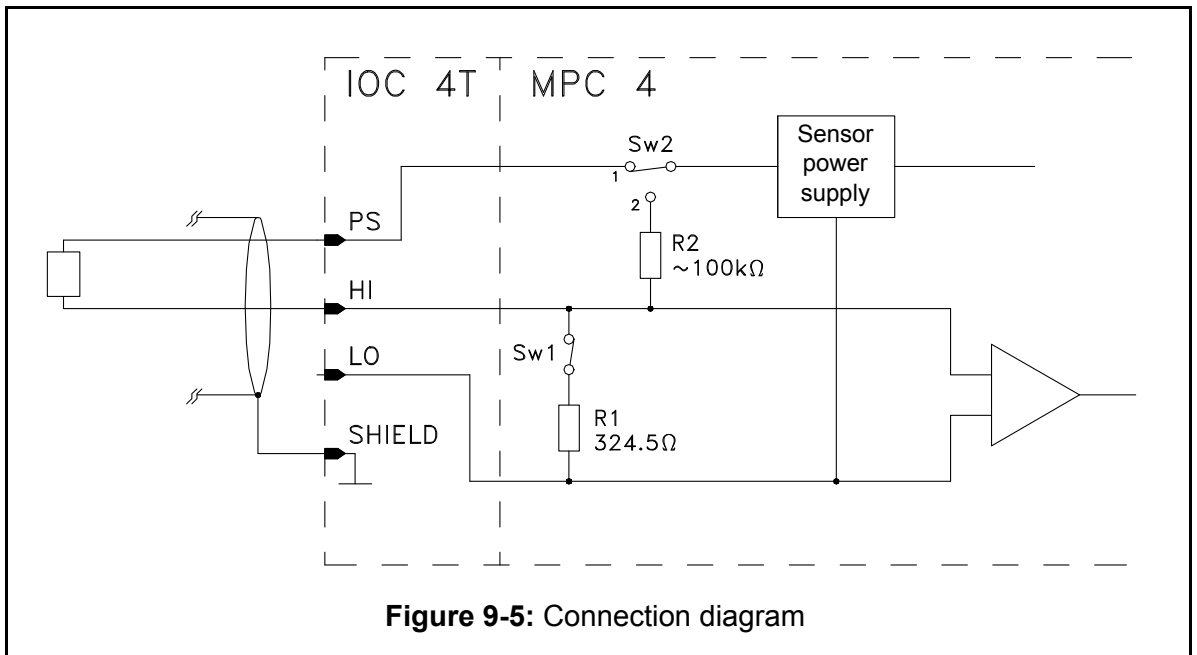 IOC 4T
MPC 4
Sensor
power
supply
Sw2
1
2
PS
R2
~100kΩ
HI
Sw1
LO
R1
324.5Ω
SHIELD
Figure 9-5: Connection diagram